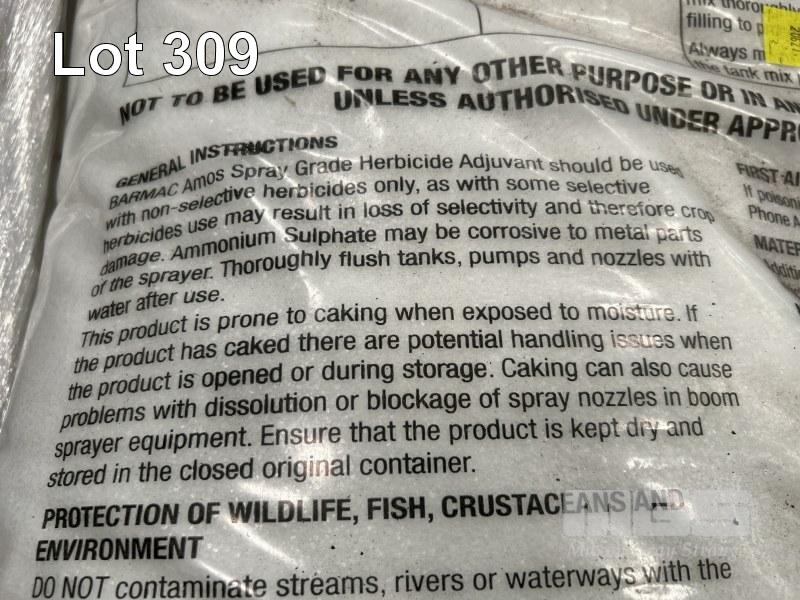 Lot 309
filling to
Always
the tank mix
NOT TO BE USED FOR ANY OTHER PURPOSE OR IN
UNLESS AUTHORISED UNDER
GENERAL INSTRUCTIONS
BARMAC Amos Spray Grade Herbicide Adjuvant should be used
with non-selective herbicides only, as with some selective
herbicides use may result in loss of selectivity and therefore crop
damage. Ammonium Sulphate may be corrosive to metal parts
of the sprayer. Thoroughly flush tanks, pumps and nozzles with
water after use.
This product is prone to caking when exposed to moisture. If
the product has caked there are potential handling issues when
the product is opened or during storage. Caking can also cause
problems with dissolution or blockage of spray nozzles in boom
sprayer equipment. Ensure that the product is kept dry and
stored in the closed original container.
PROTECTION OF WILDLIFE, FISH, CRUSTACEANS AND
ENVIRONMENT
DO NOT contaminate streams, rivers or waterways with the
If
Phone